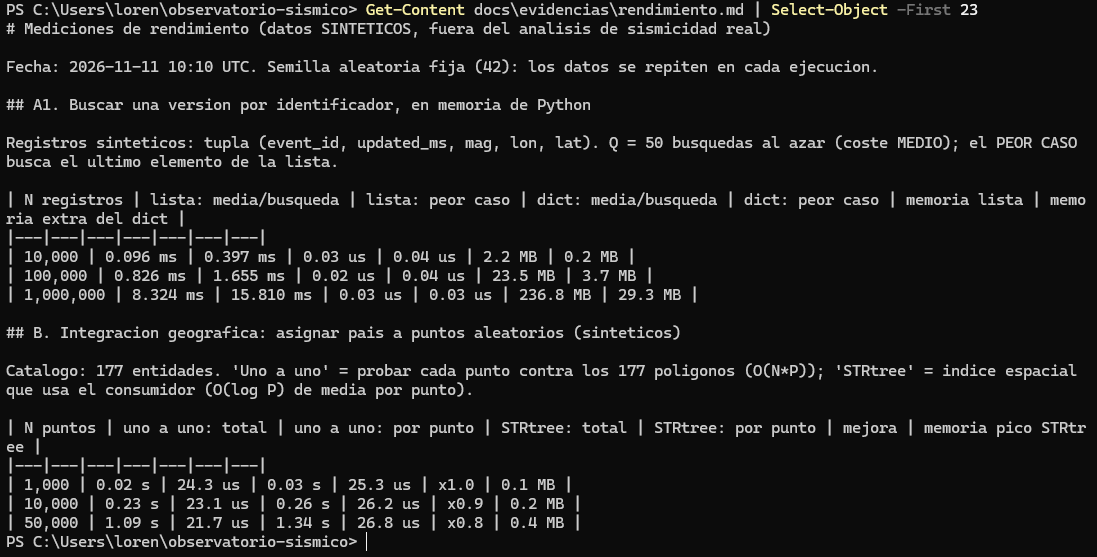 PS C:\Users\loren\observatorio-sismico> Get-Content docs\evidencias\rendimiento.md | Select-Object -First 23
# Mediciones de rendimiento (datos SINTETICOS, fuera del analisis de sismicidad real)

Fecha: 2026-11-11 10:10 UTC. Semilla aleatoria fija (42): los datos se repiten en cada ejecucion.

## A1. Buscar una version por identificador, en memoria de Python

Registros sinteticos: tupla (event_id, updated_ms, mag, lon, lat). Q = 50 busquedas al azar (coste MEDIO); el PEOR CASO
busca el ultimo elemento de la lista.

| N registros | lista: media/busqueda | lista: peor caso | dict: media/busqueda | dict: peor caso | memoria lista | memo
ria extra del dict |
|---|---|---|---|---|---|---|
| 10,000 | 0.096 ms | 0.397 ms | 0.03 us | 0.04 us | 2.2 MB | 0.2 MB |
| 100,000 | 0.826 ms | 1.655 ms | 0.02 us | 0.04 us | 23.5 MB | 3.7 MB |
| 1,000,000 | 8.324 ms | 15.810 ms | 0.03 us | 0.03 us | 236.8 MB | 29.3 MB |

## B. Integracion geografica: asignar pais a puntos aleatorios (sinteticos)

Catalogo: 177 entidades. 'Uno a uno' = probar cada punto contra los 177 poligonos (O(N*P)); 'STRtree' = indice espacial
que usa el consumidor (O(log P) de media por punto).

| N puntos | uno a uno: total | uno a uno: por punto | STRtree: total | STRtree: por punto | mejora | memoria pico STRtr
ee |
|---|---|---|---|---|---|---|
| 1,000 | 0.02 s | 24.3 us | 0.03 s | 25.3 us | x1.0 | 0.1 MB |
| 10,000 | 0.23 s | 23.1 us | 0.26 s | 26.2 us | x0.9 | 0.2 MB |
| 50,000 | 1.09 s | 21.7 us | 1.34 s | 26.8 us | x0.8 | 0.4 MB |
PS C:\Users\loren\observatorio-sismico>